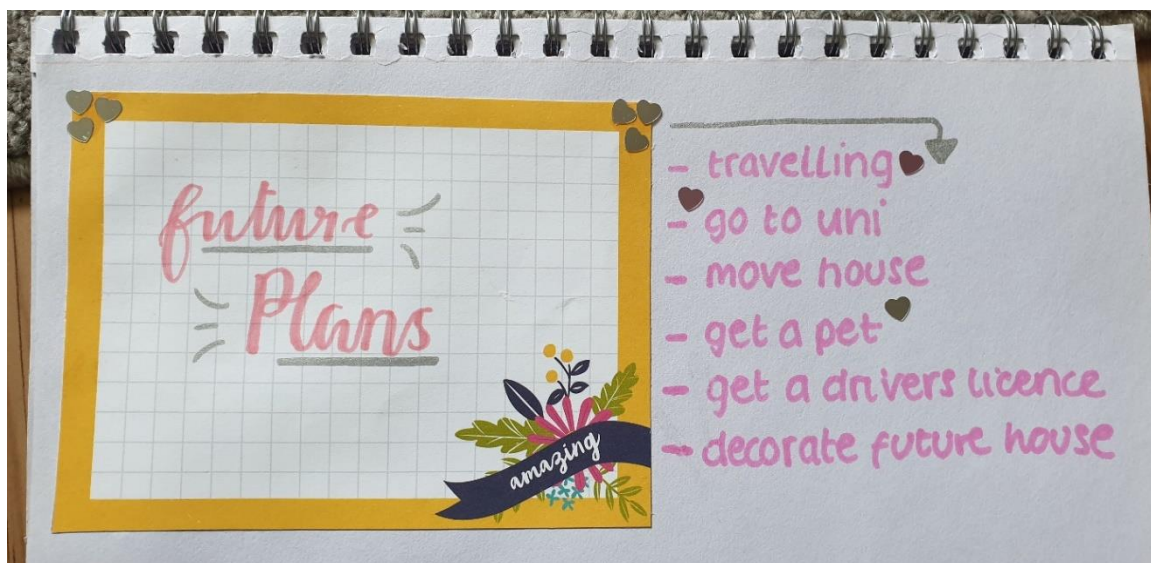 future
Plans
amazing
- travelling
- go to uni
- move house
- get a pet
- get a drivers licence
- decorate future house